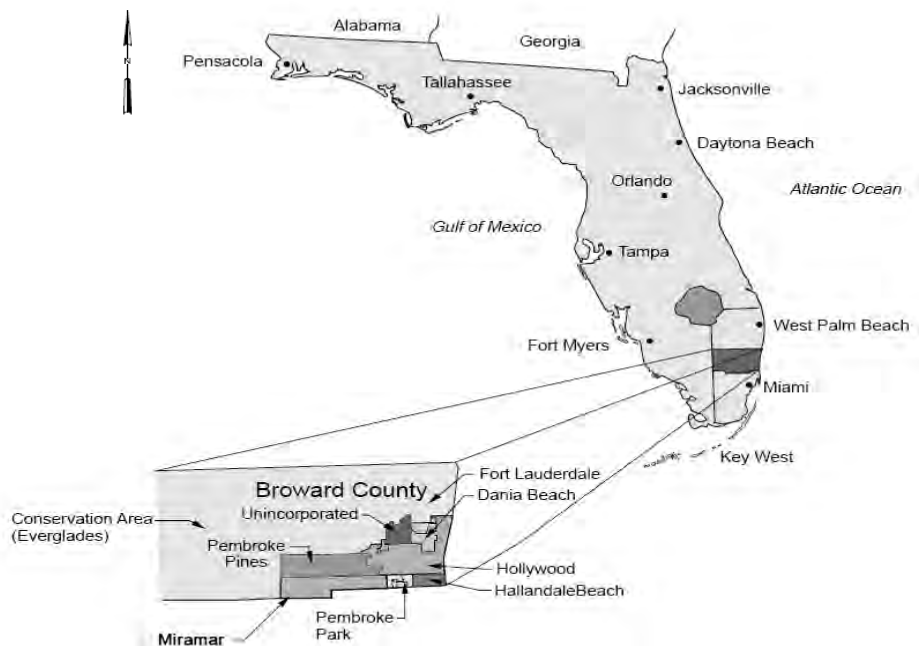 Alabama
Georgia
Pensacola
Tallahassee
Jacksonville
N
Daytona Beach
Orlando
Atlantic Ocean
Gulf of Mexico
Tampa
West Palm Beach
Fort Myers
Miami
Key West
Fort Lauderdale
Broward County
Dania Beach
Unincorporated
Conservation Area
(Everglades)
Pembroke
Pines
Hollywood
HallandaleBeach
Pembroke
Park
Miramar